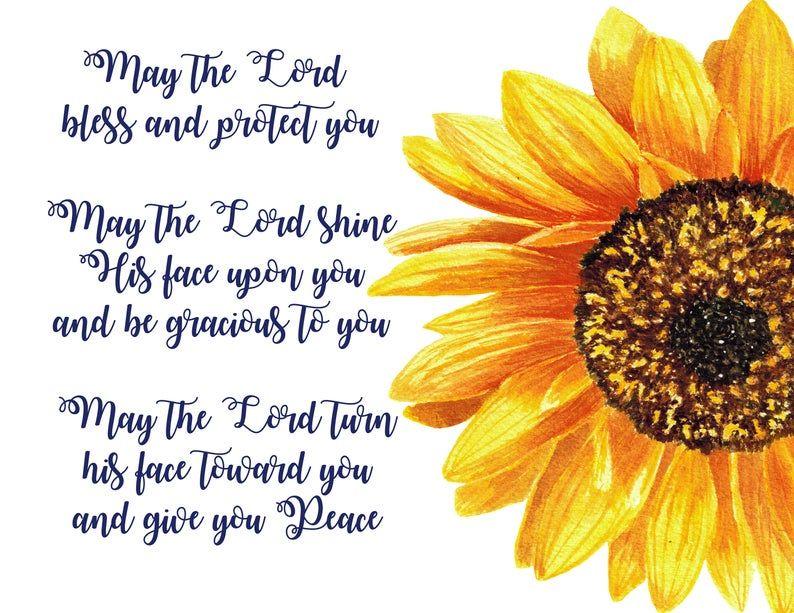 May the Lord
bless and protect you
May the Lord shine
His face upon you
and be gracious to you
May the Lord turn
his face toward you
and give you Peace